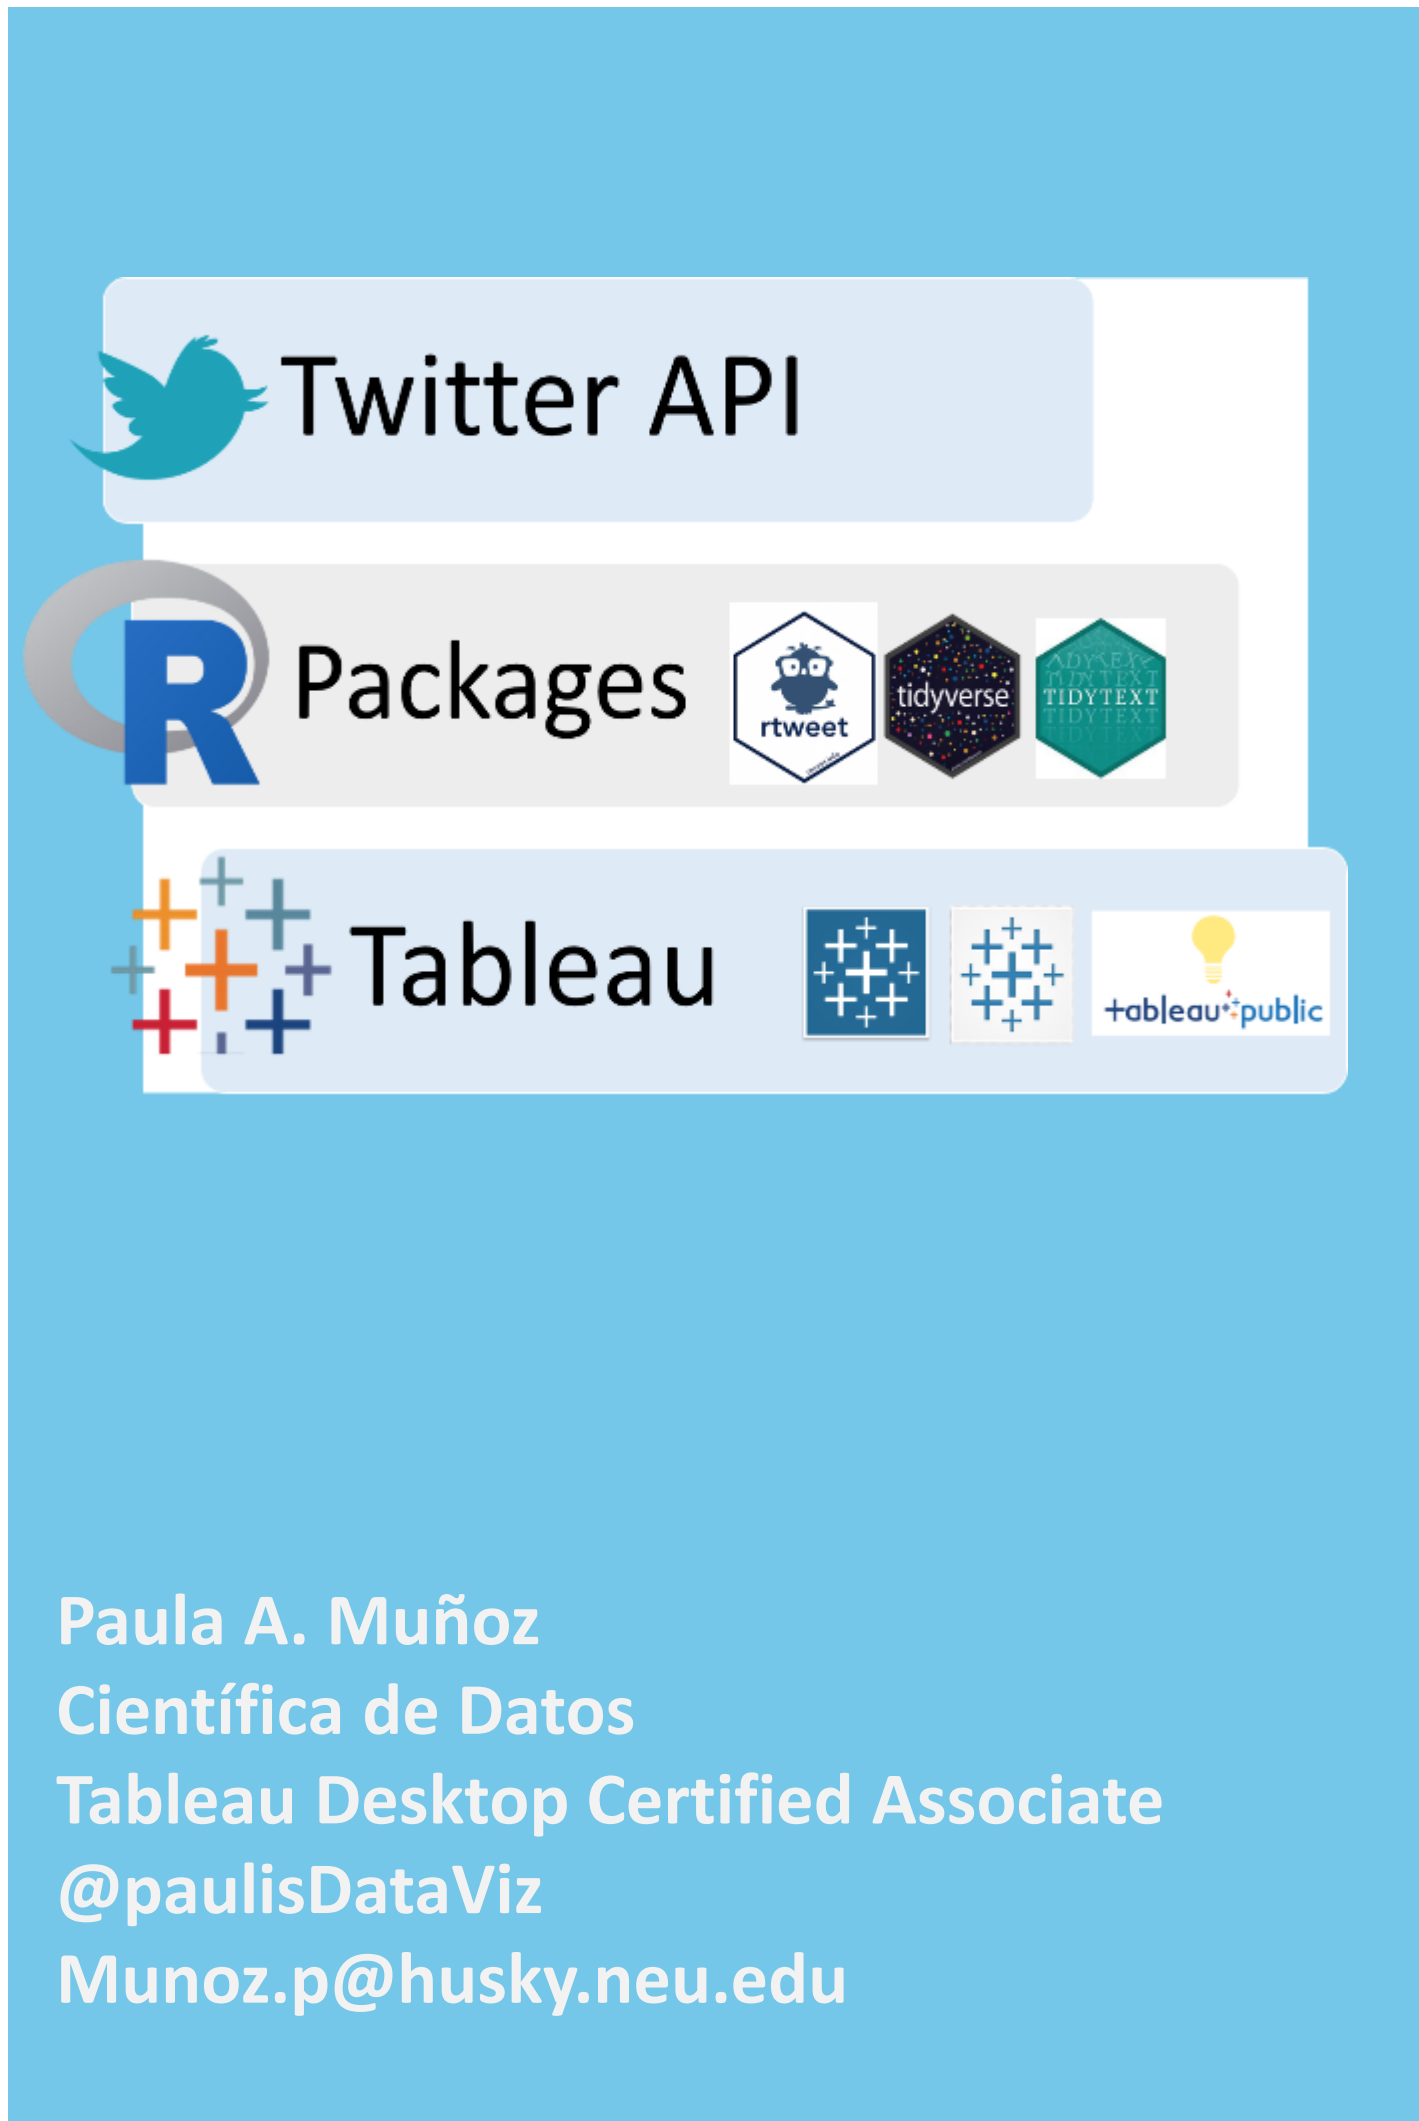 Twitter API
R Packages
rtweet
tidyverse
TIDYTEXT
Tableau
+ableau public
Paula A. Muñoz
Científica de Datos
Tableau Desktop Certified Associate
@paulisDataViz
Munoz.p@husky.neu.edu